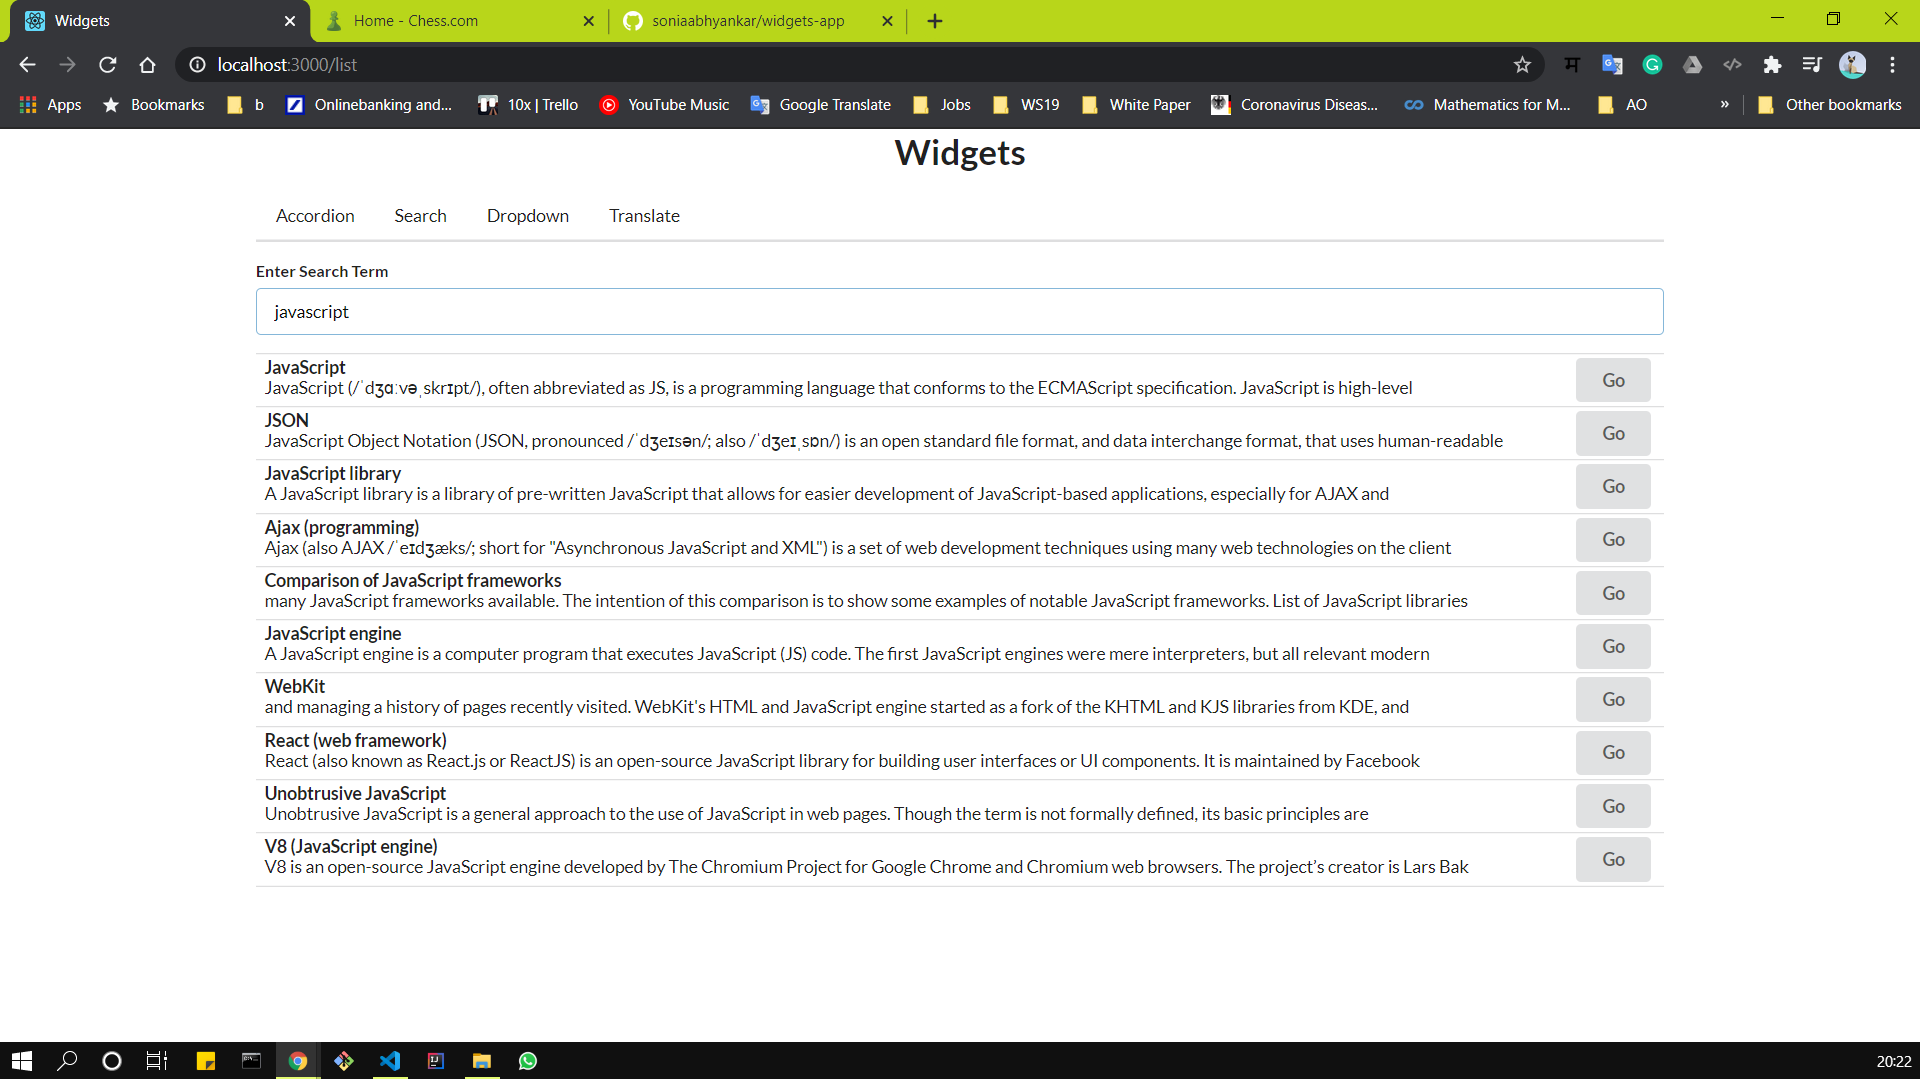 Widgets
Home - Chess.com
soniaabhyankar/widgets-app
localhost:3000/list
म
Apps
Bookmarks
b
Onlinebanking and...
10x | Trello
YouTube Music
Google Translate
Jobs
WS19
White Paper
Coronavirus Diseas...
Mathematics for M...
AO
»
Other bookmarks
Widgets
Accordion
Search
Dropdown
Translate
Enter Search Term
javascript
JavaScript
JavaScript (/ˈdʒɑːvəˌskrɪpt/), often abbreviated as JS, is a programming language that conforms to the ECMAScript specification. JavaScript is high-level
Go
JSON
JavaScript Object Notation (JSON, pronounced /ˈdʒeɪsən/; also /ˈdʒeɪˌsɒn/) is an open standard file format, and data interchange format, that uses human-readable
Go
JavaScript library
A JavaScript library is a library of pre-written JavaScript that allows for easier development of JavaScript-based applications, especially for AJAX and
Go
Ajax (programming)
Ajax (also AJAX /ˈeɪdʒæks/; short for "Asynchronous JavaScript and XML") is a set of web development techniques using many web technologies on the client
Go
Comparison of JavaScript frameworks
many JavaScript frameworks available. The intention of this comparison is to show some examples of notable JavaScript frameworks. List of JavaScript libraries
Go
JavaScript engine
A JavaScript engine is a computer program that executes JavaScript (JS) code. The first JavaScript engines were mere interpreters, but all relevant modern
Go
WebKit
and managing a history of pages recently visited. WebKit's HTML and JavaScript engine started as a fork of the KHTML and KJS libraries from KDE, and
Go
React (web framework)
React (also known as React.js or ReactJS) is an open-source JavaScript library for building user interfaces or UI components. It is maintained by Facebook
Go
Unobtrusive JavaScript
Unobtrusive JavaScript is a general approach to the use of JavaScript in web pages. Though the term is not formally defined, its basic principles are
Go
V8 (JavaScript engine)
V8 is an open-source JavaScript engine developed by The Chromium Project for Google Chrome and Chromium web browsers. The project’s creator is Lars Bak
Go
20:22